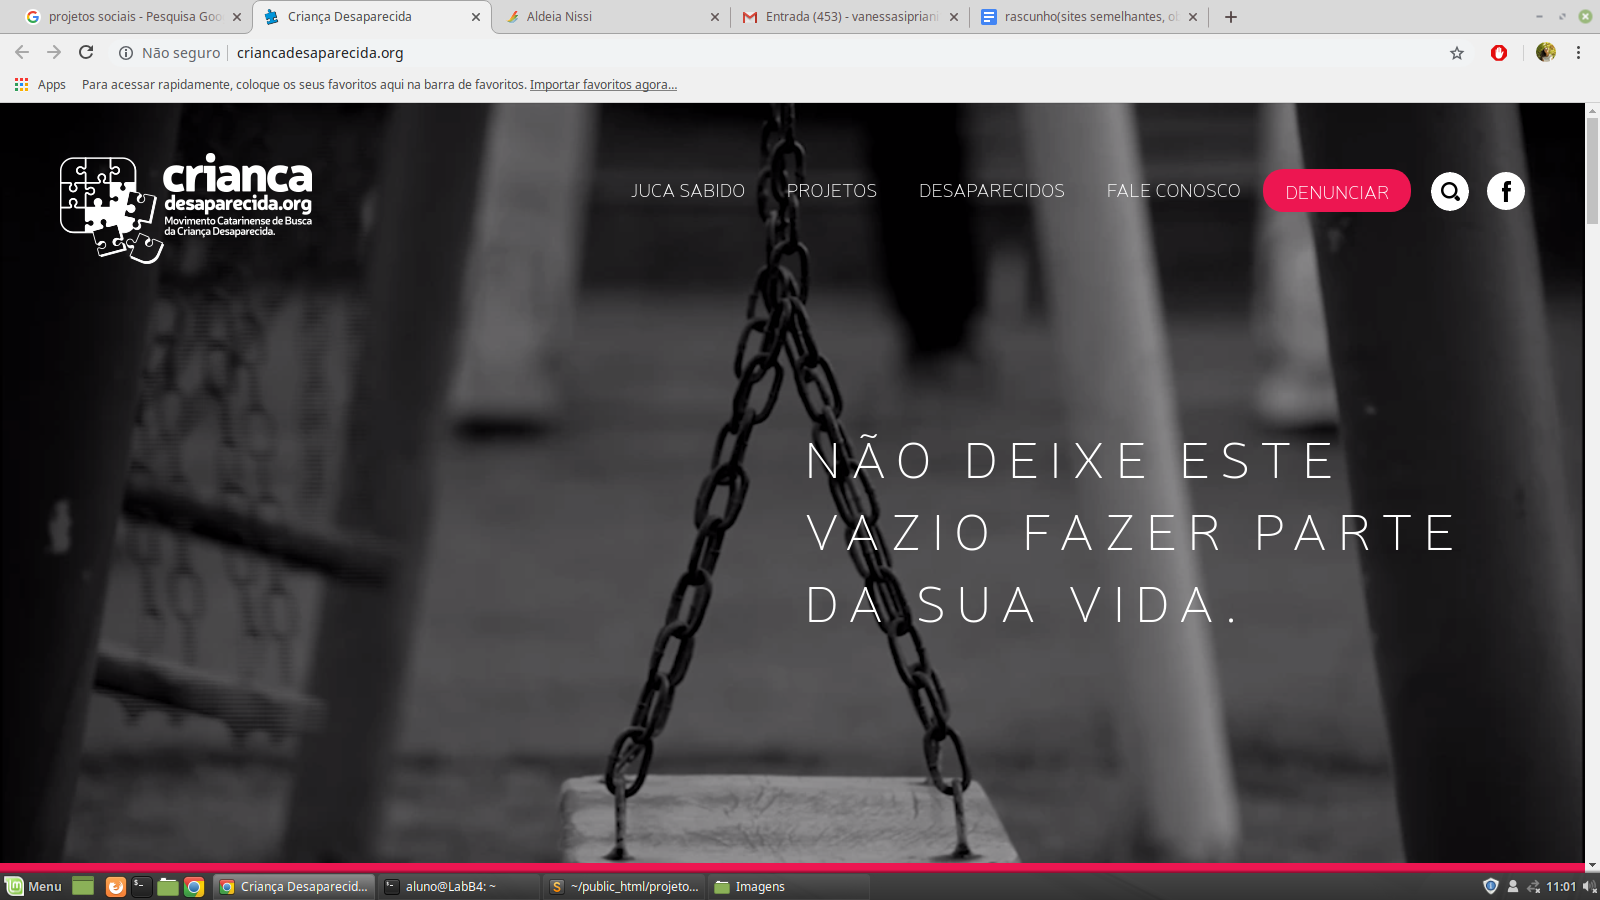 projetos sociais - Pesquisa Goo
Criança Desaparecida
Aldeia Nissi
Entrada (453) - vanessasiprian
rascunho(sites semelhantes, ob
Não seguro
criancadesaparecida.org
Apps
Para acessar rapidamente, coloque os seus favoritos aqui na barra de favoritos. Importar favoritos agora...
crianca
desaparecida.org
Movimento Catarinense de Busca
da Criança Desaparecida.
JUCA SABIDO
PROJETOS
DESAPARECIDOS
FALE CONOSCO
DENUNCIAR
NÃO DEIXE ESTE
VAZIO FAZER PARTE
DA SUA VIDA.
Menu
Criança Desaparecid...
aluno@LabB4: ~
~/public_html/projeto...
Imagens
11:01